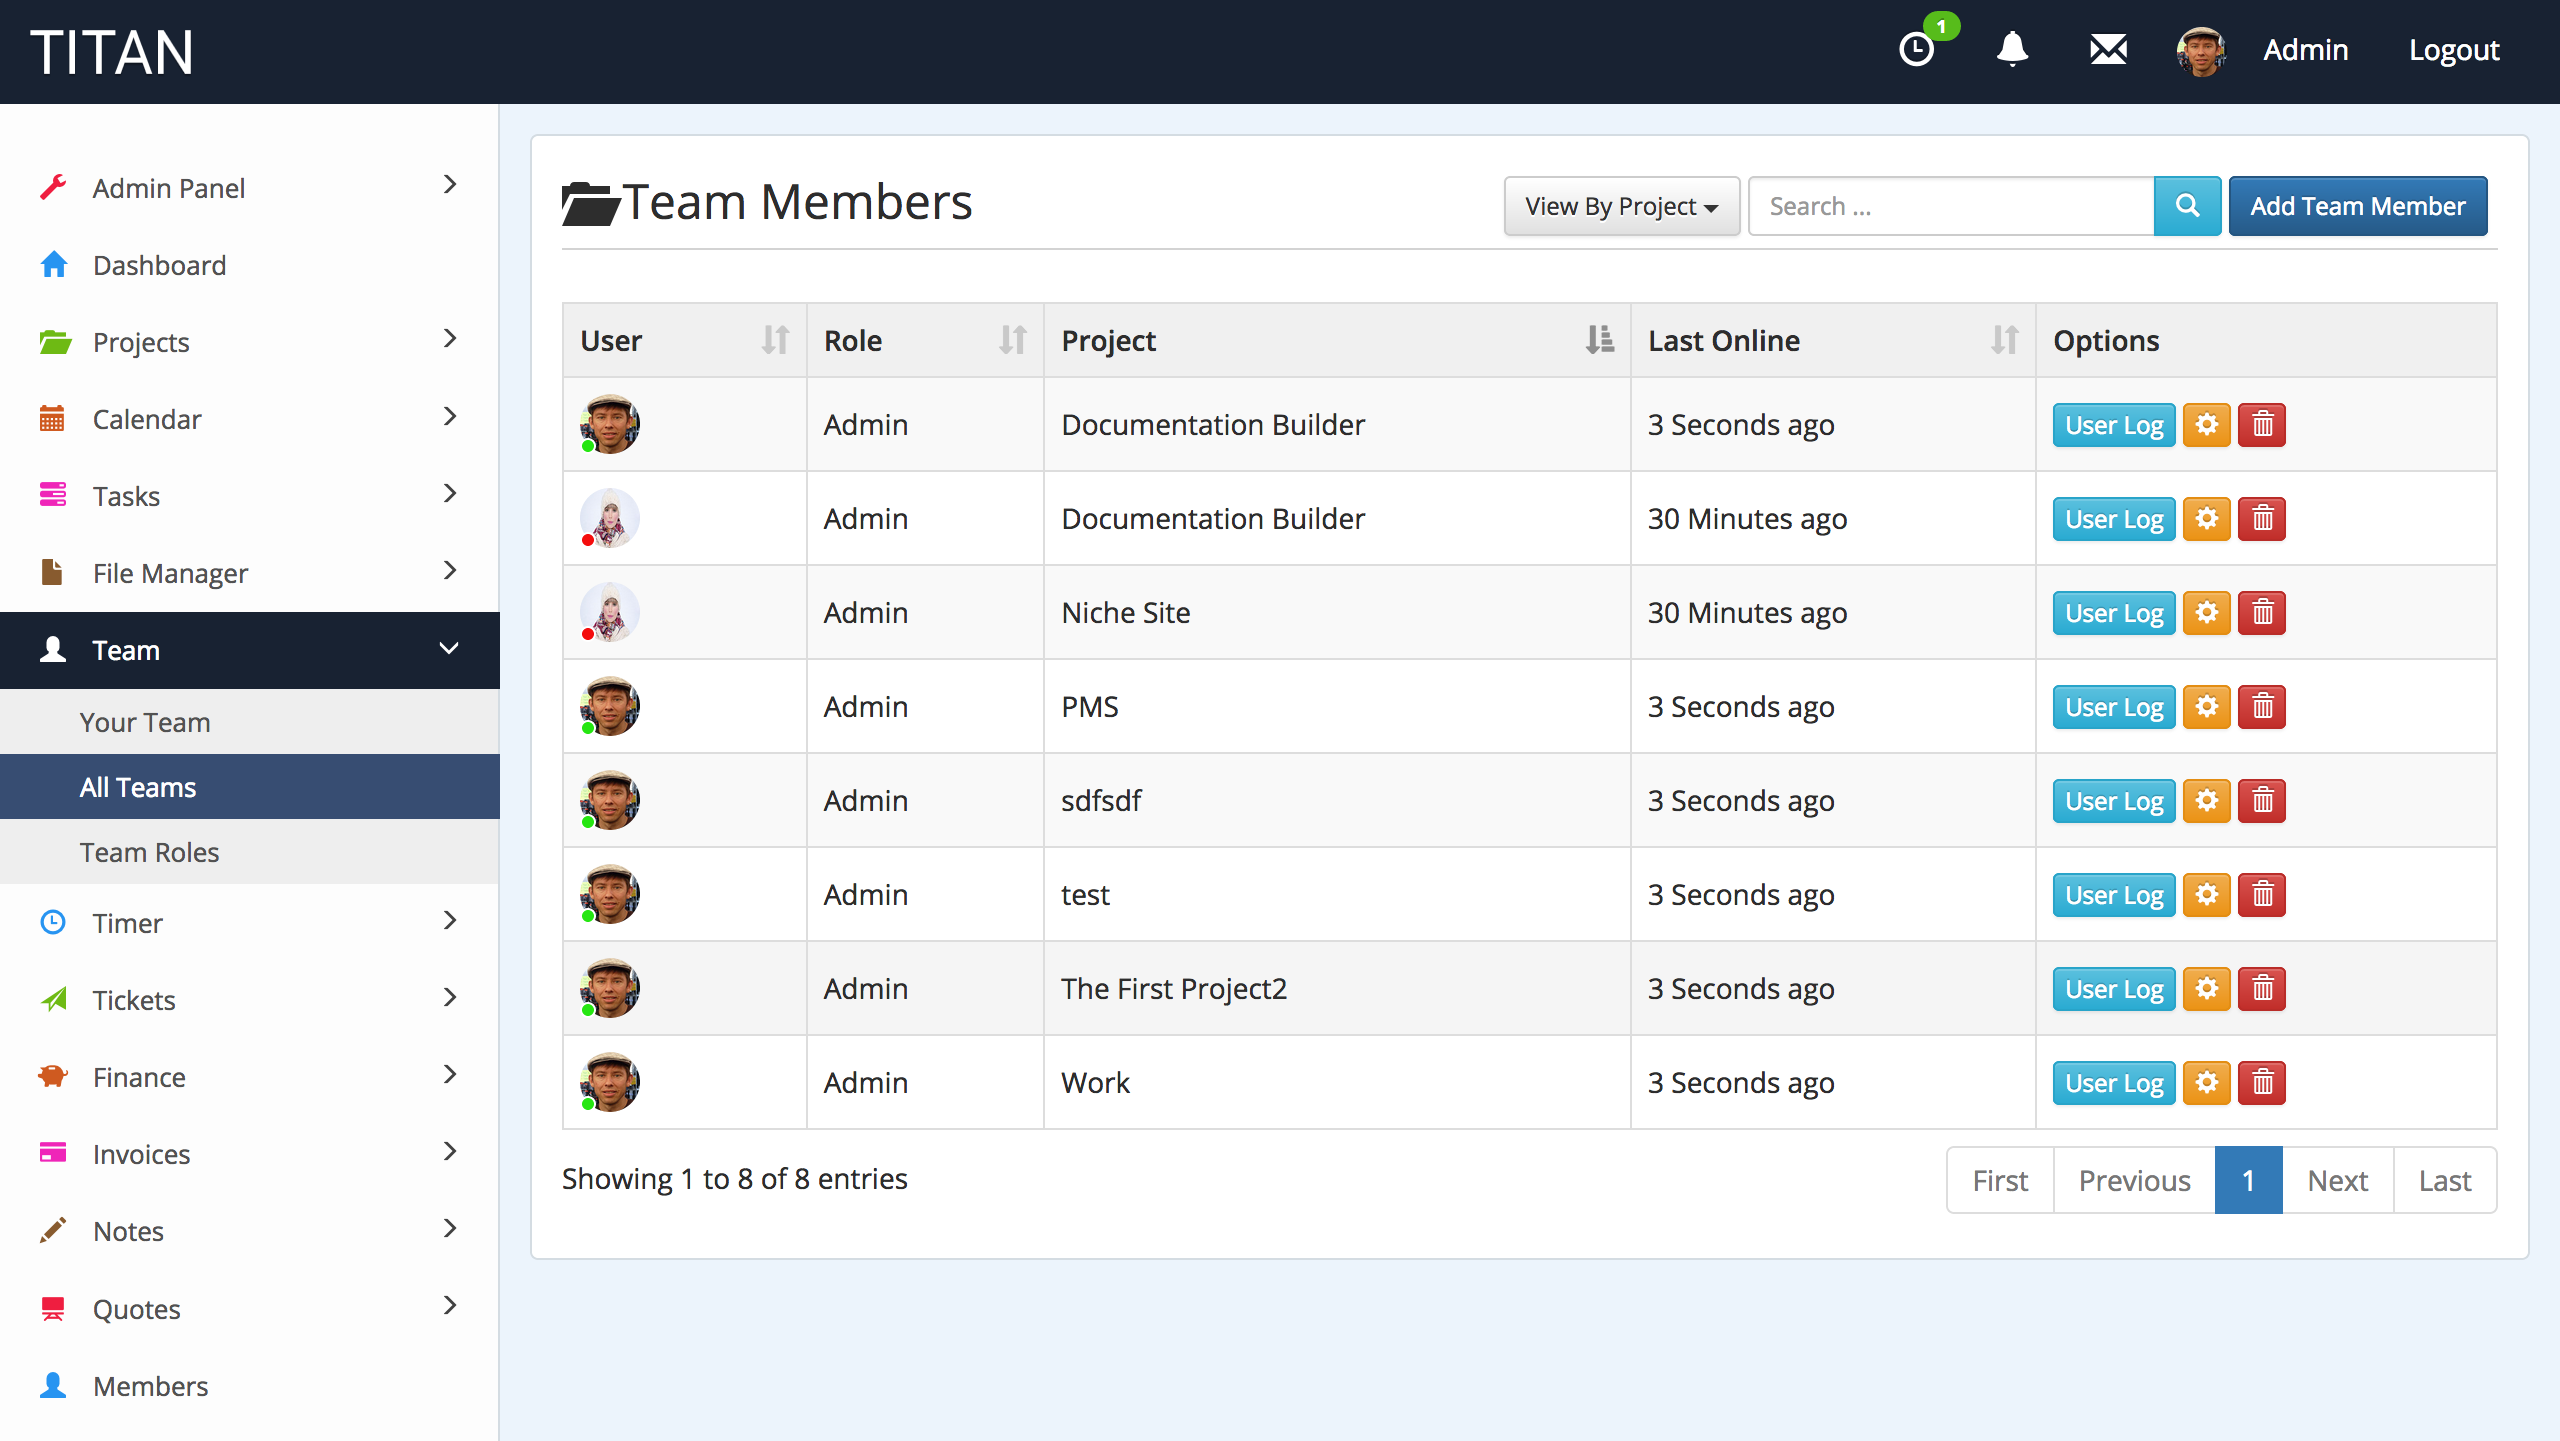 TITAN
1
Admin
Logout
Admin Panel
Dashboard
Projects
Calendar
Tasks
File Manager
Team
Your Team
All Teams
Team Roles
Timer
Tickets
Finance
Invoices
Notes
Quotes
Members
Team Members
View By Project
Search ...
Add Team Member
User Role Project Last Online Options
Admin Documentation Builder 3 Seconds ago User Log
Admin Documentation Builder 30 Minutes ago User Log
Admin Niche Site 30 Minutes ago User Log
Admin PMS 3 Seconds ago User Log
Admin sdfsdf 3 Seconds ago User Log
Admin test 3 Seconds ago User Log
Admin The First Project2 3 Seconds ago User Log
Admin Work 3 Seconds ago User Log
Showing 1 to 8 of 8 entries
First Previous 1 Next Last